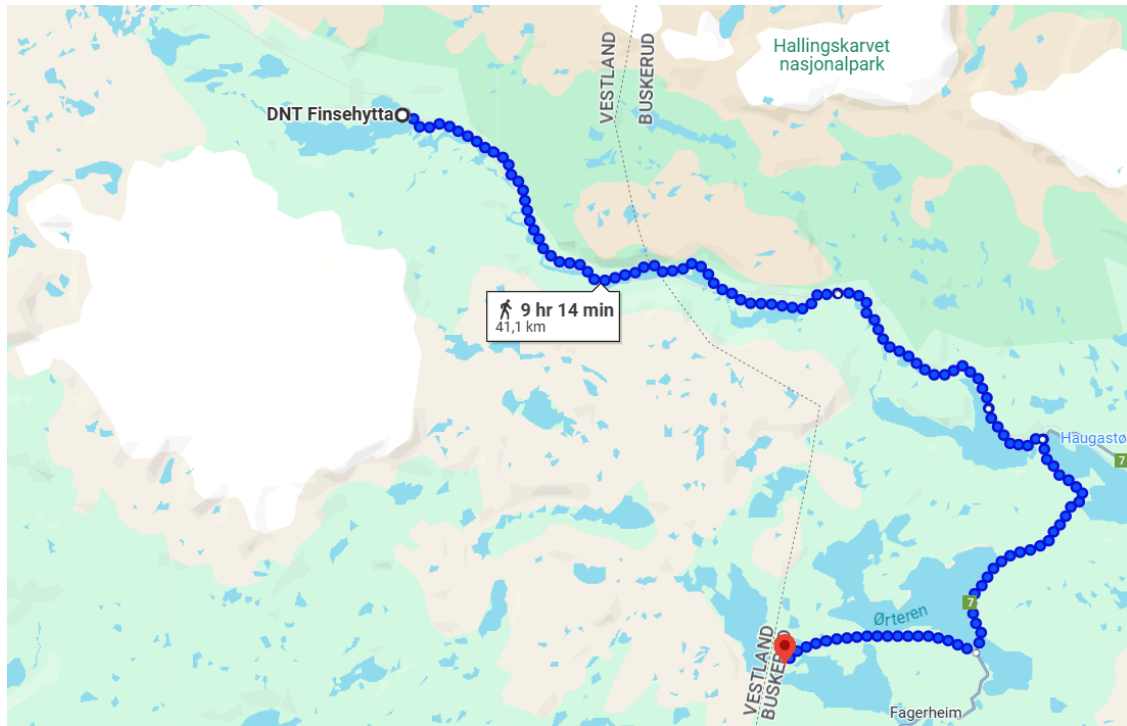 Hallingskarvet
nasjonalpark
VESTLAND
BUSKERUD
DNT Finsehytta
9 hr 14 min
41,1 km
Haugastø
7
7
Ørteren
VESTLAND
BUSKERUD
Fagerheim